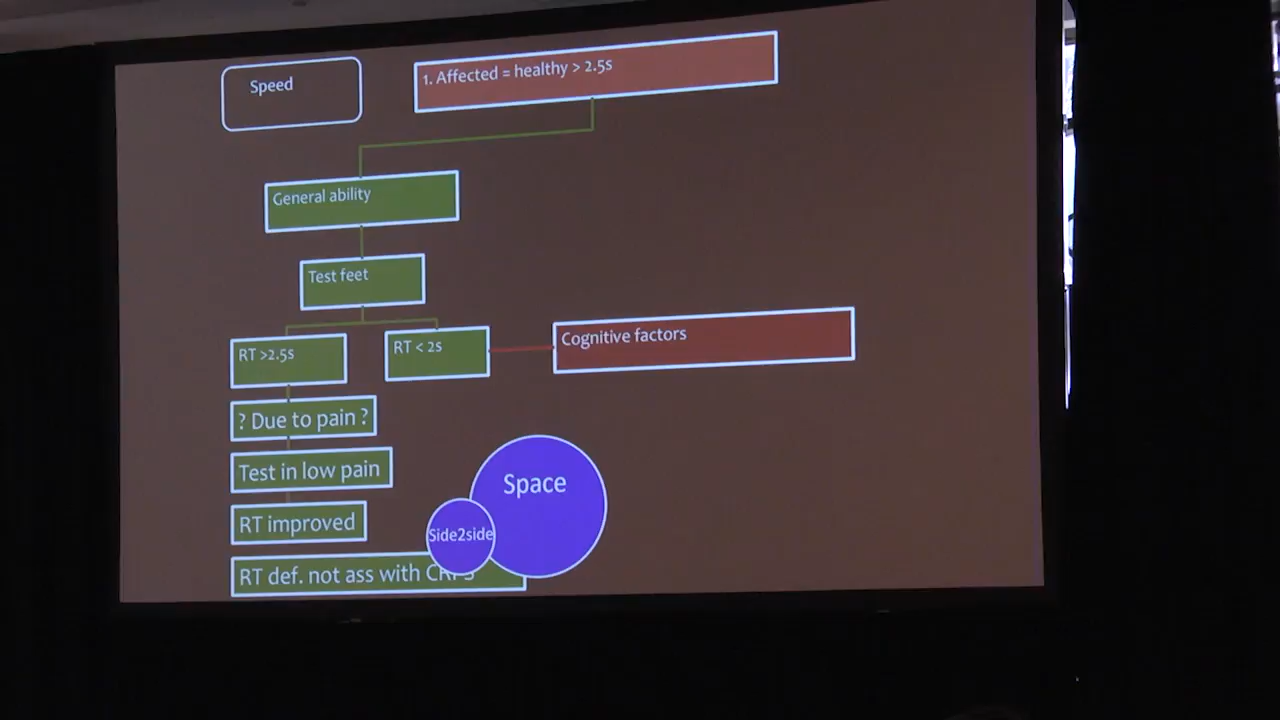 Speed
1. Affected = healthy > 2.5s
General ability
Test feet
RT >2.5s
RT < 2s
Cognitive factors
? Due to pain ?
Test in low pain
RT improved
RT def. not ass with CRPS
Space
Side2side